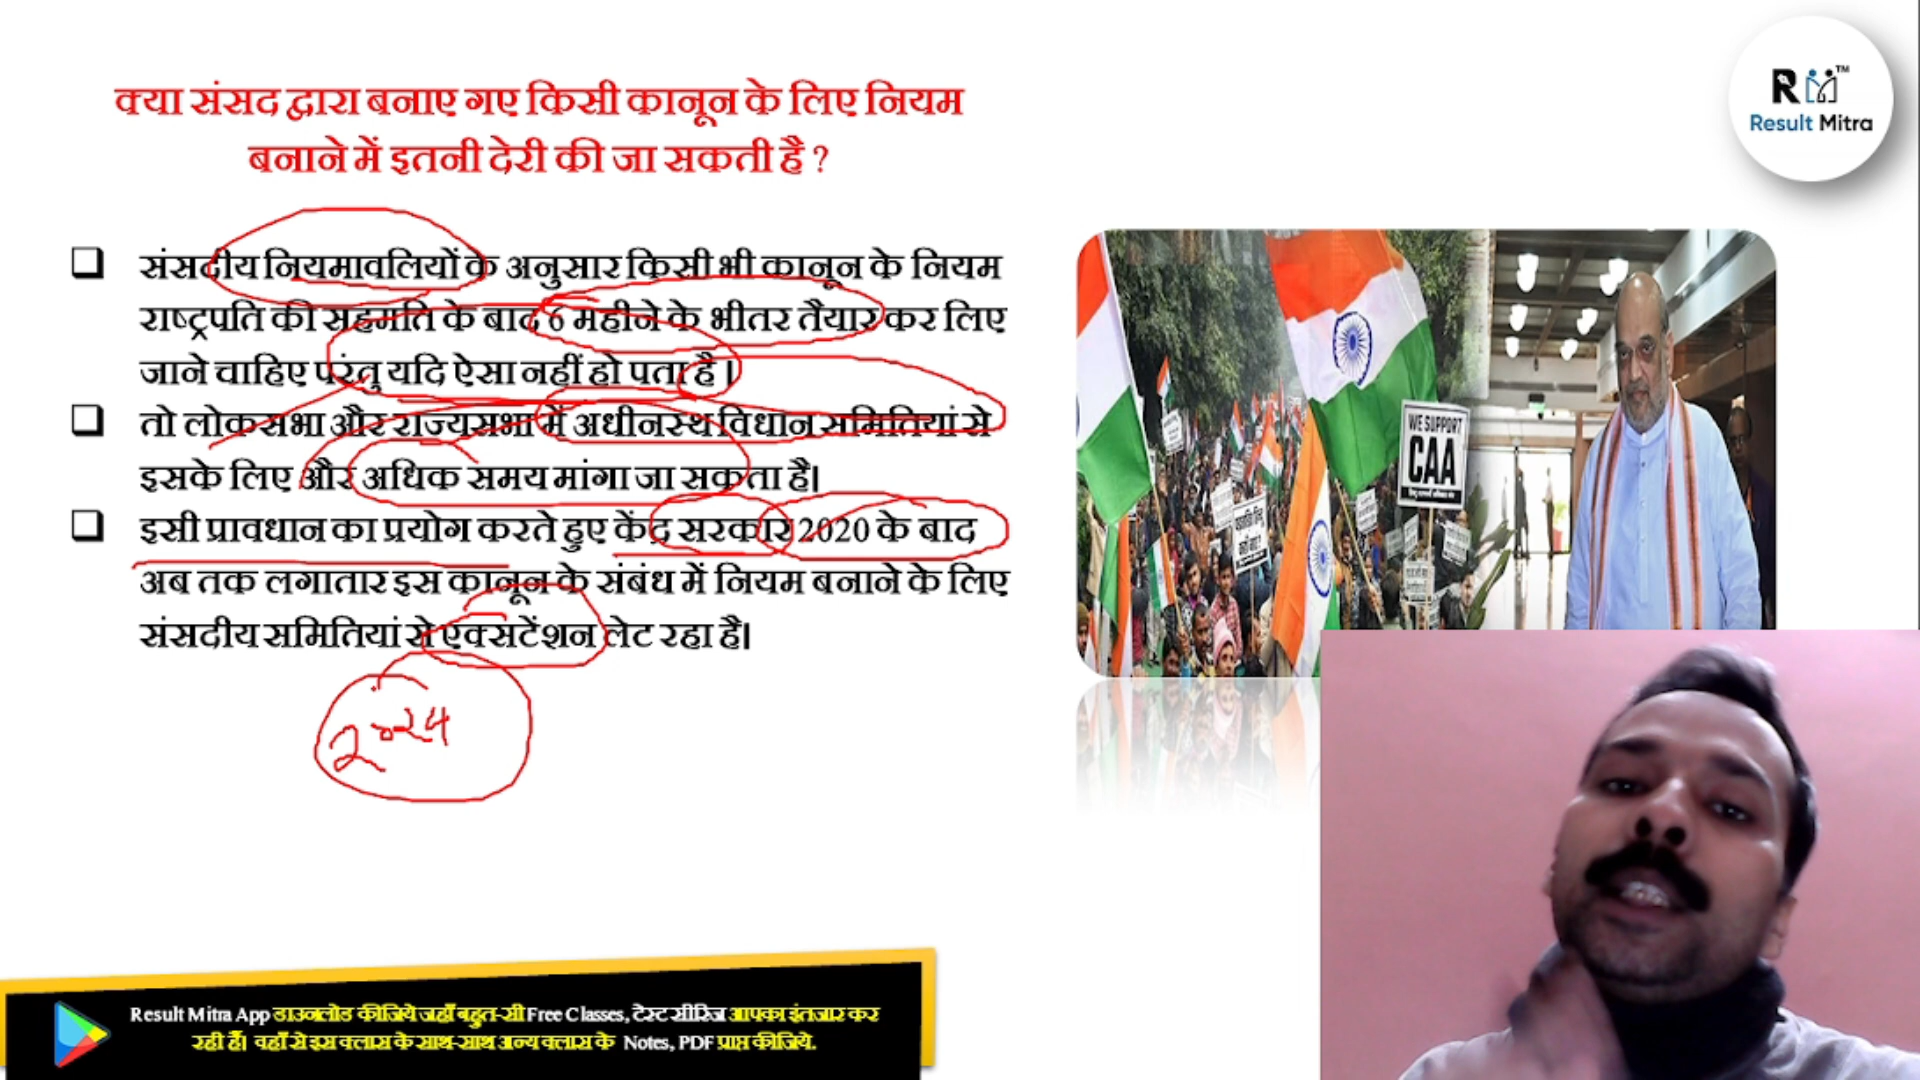 क्या संसद द्वारा बनाए गए किसी कानून के लिए नियम
बनाने में इतनी देरी की जा सकती है ?
संसदीय नियमावलियों के अनुसार किसी भी कानून के नियम
राष्ट्रपति की सहमति के बाद 6 महीने के भीतर तैयार कर लिए
जाने चाहिए परंतु यदि ऐसा नहीं हो पता है।
तो लोकसभा और राज्यसभा में अधीनस्थ विधान समितियां से
इसके लिए और अधिक समय मांगा जा सकता है।
इसी प्रावधान का प्रयोग करते हुए केंद्र सरकार 2020 के बाद
अब तक लगातार इस कानून के संबंध में नियम बनाने के लिए
संसदीय समितियां से एक्सटेंशन लेट रहा है।
2024
RM™
Result Mitra
WE SUPPORT
CAA
Result Mitra App डाउनलोड कीजिये जहाँ बहुत-सी Free Classes, टेस्ट सीरिज आपका इंतजार कर
रही हैं। वहाँ से इस क्लास के साथ-साथ अन्य क्लास के Notes, PDF प्राप्त कीजिये.